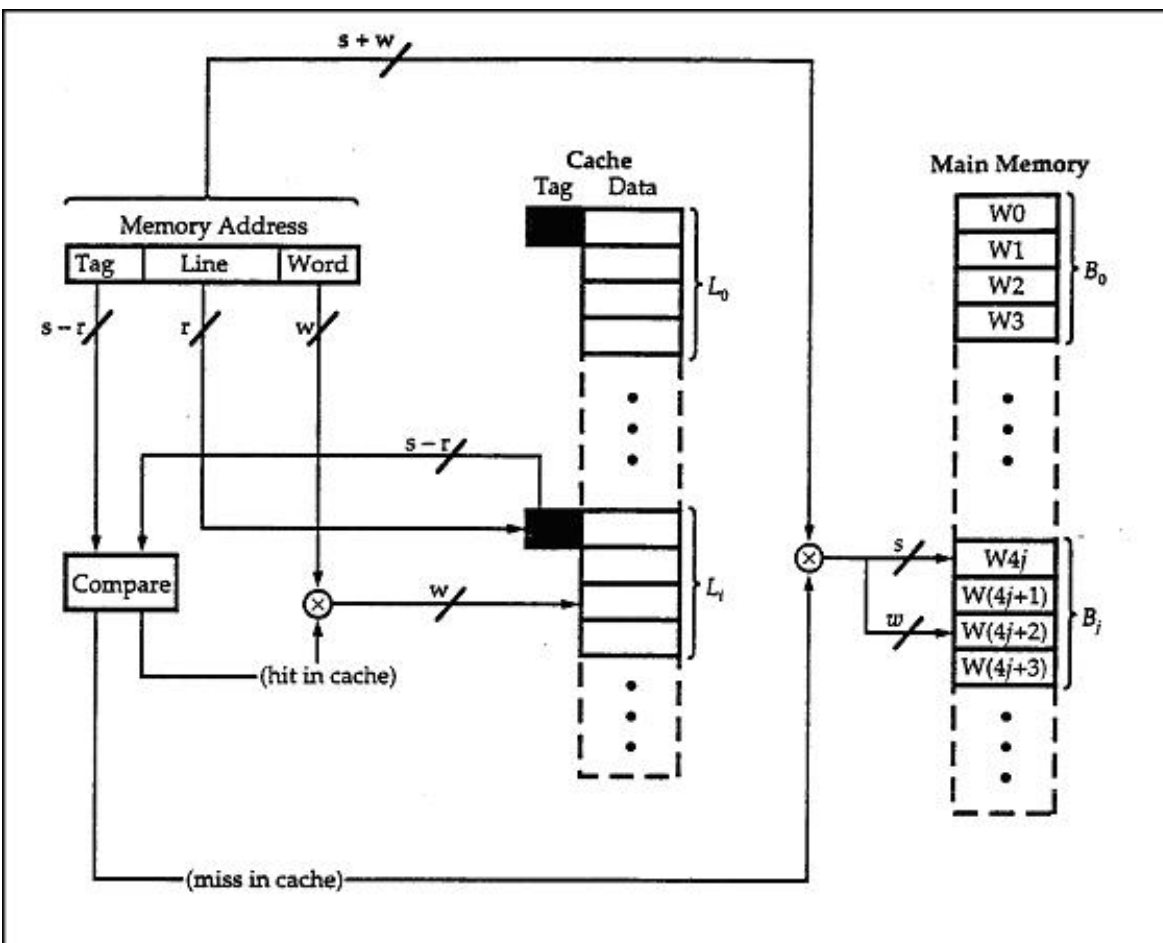 s + w
Cache
Tag Data
Main Memory
Memory Address
Tag Line Word
W0
W1
W2
W3
B0
L0
s – r
r
w
s – r
Compare
w
(hit in cache)
Li
s
w
W4j
W(4j+1)
W(4j+2)
W(4j+3)
Bj
(miss in cache)